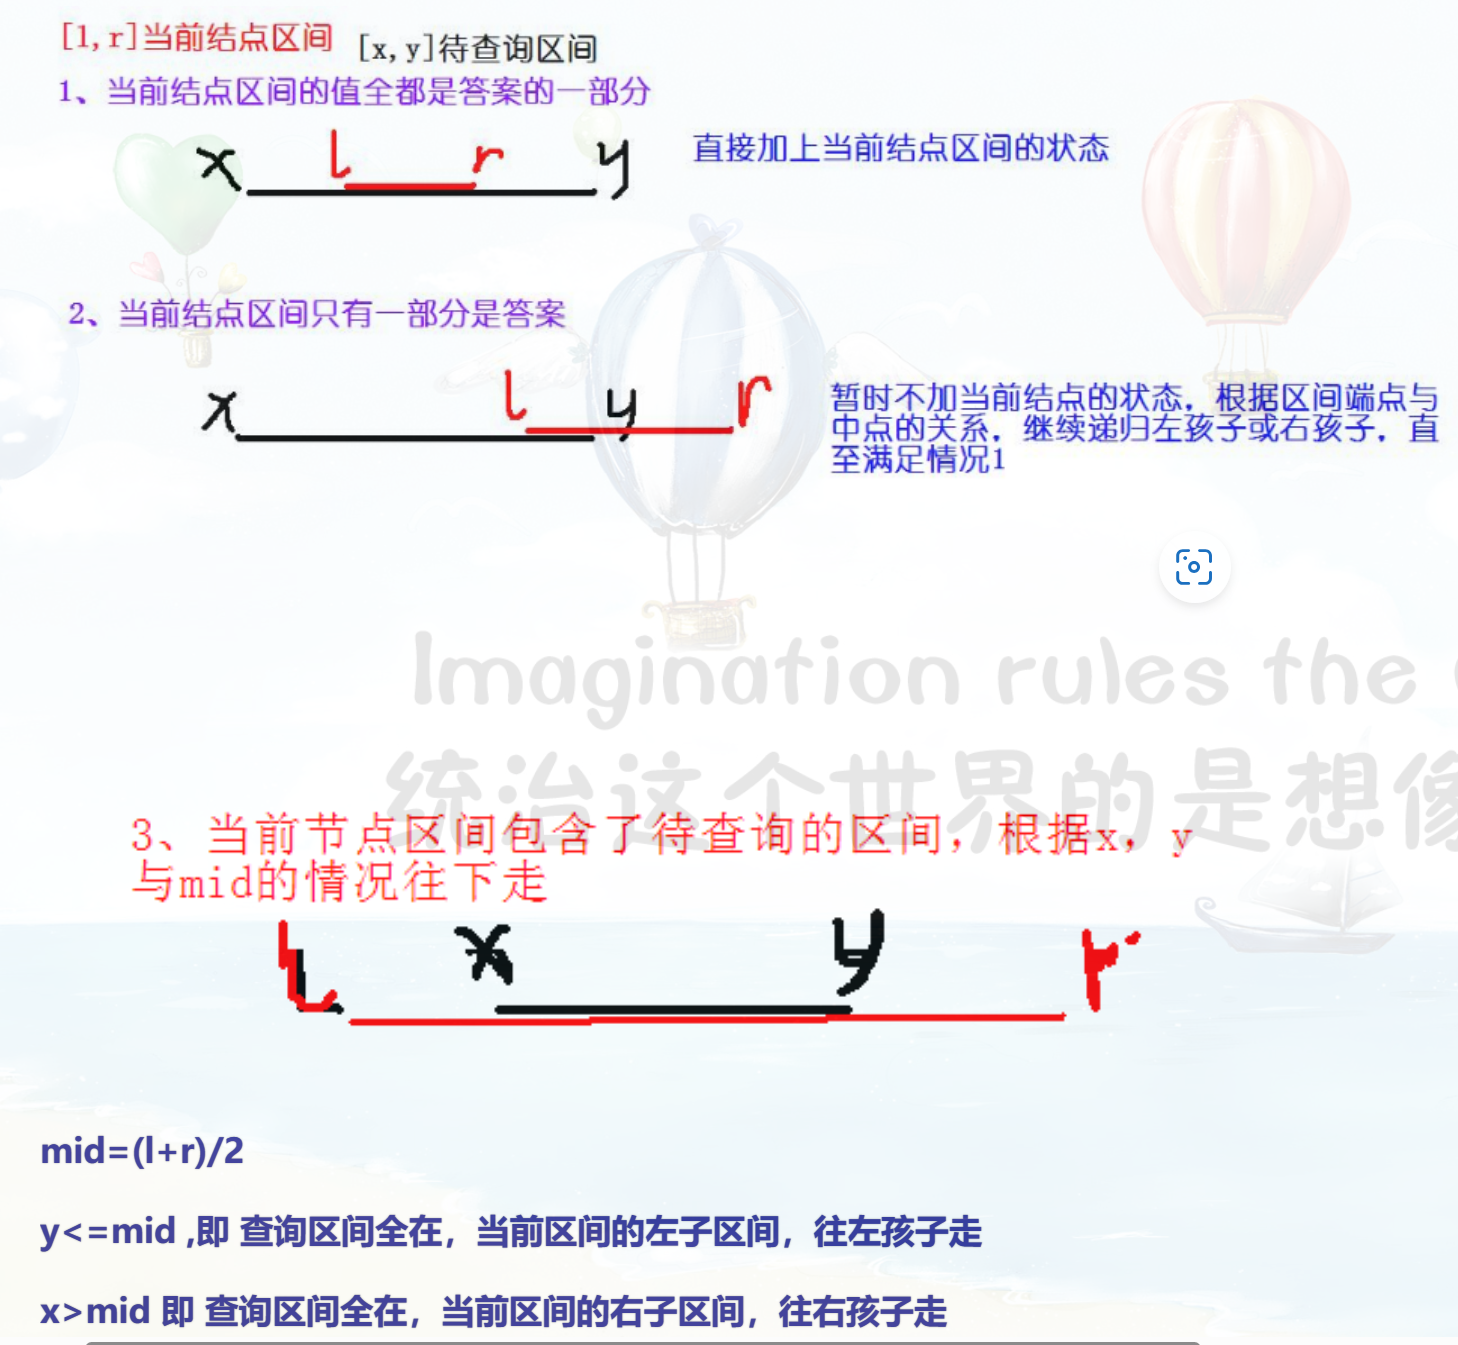 [l,r]当前结点区间 [x,y]待查询区间
1、当前结点区间的值全都是答案的一部分
x l r y
直接加上当前结点区间的状态
2、当前结点区间只有一部分是答案
x l y r
暂时不加当前结点的状态，根据区间端点与
中点的关系，继续递归左孩子或右孩子，直
至满足情况1
Imagination rules the
统治这个世界的是想像
3、当前节点区间包含了待查询的区间，根据x，y
与mid的情况往下走
l x y r
mid=(l+r)/2
y<=mid ,即 查询区间全在，当前区间的左子区间，往左孩子走
x>mid 即 查询区间全在，当前区间的右子区间，往右孩子走